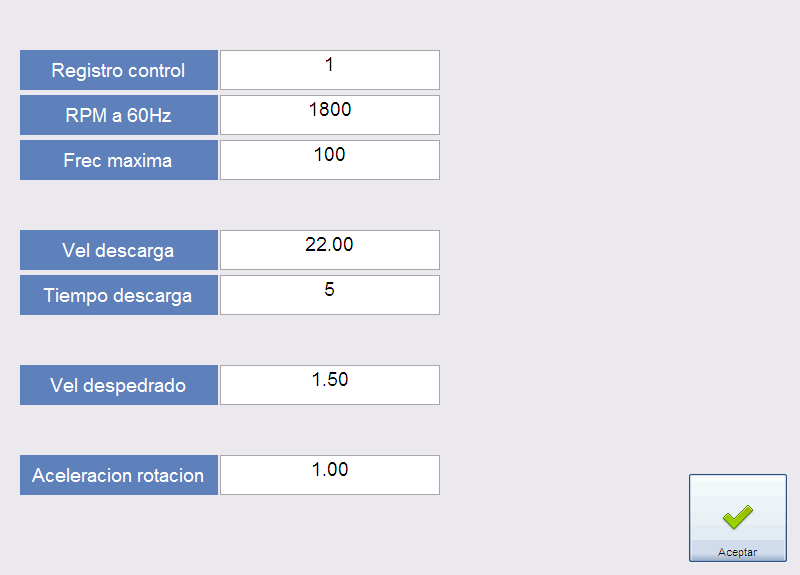 Registro control 1
RPM a 60Hz 1800
Frec maxima 100
Vel descarga 22.00
Tiempo descarga 5
Vel despedrado 1.50
Aceleracion rotacion 1.00
Aceptar